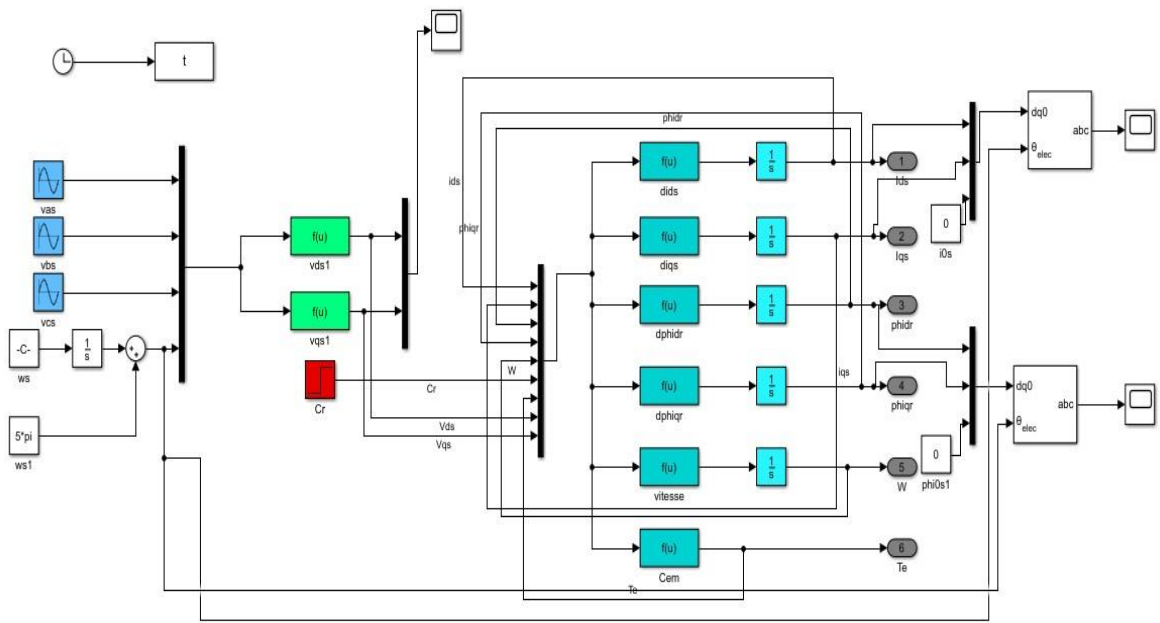 t
vas
vbs
vcs
-C-
ws
1
s
+
+
5*pi
ws1
f(u)
vds1
f(u)
vqs1
Cr
Cr
Vds
Vqs
ids
phidr
phiqr
W
iqs
Te
f(u)
dids
1
s
1
Ids
f(u)
diqs
1
s
2
Iqs
f(u)
dphidr
1
s
3
phidr
f(u)
dphiqr
1
s
4
phiqr
f(u)
vitesse
1
s
5
W
f(u)
Cem
6
Te
0
i0s
0
phi0s1
dq0
abc
θelec
dq0
abc
θelec